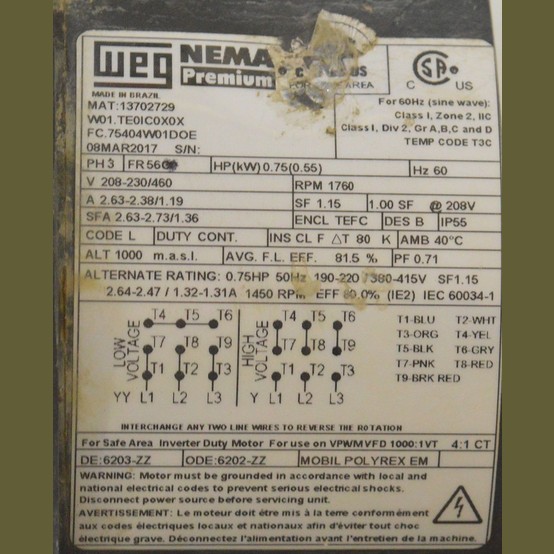 WEG NEMA Premium
US
AREA
SA
C US
MADE IN BRAZIL
MAT:13702729
W01.TE0IC0X0X
FC.75404W01DOE
08MAR2017 S/N:
For 60Hz (sine wave):
Class I, Zone 2, IIC
Class I, Div 2, Gr A,B,C and D
TEMP CODE T3C
PH 3 FR 56 HP(kW) 0.75(0.55) Hz 60
V 208-230/460 RPM 1760
A 2.63-2.38/1.19 SF 1.15 1.00 SF @ 208V
SFA 2.63-2.73/1.36 ENCL TEFC DES B IP55
CODE L DUTY CONT. INS CL F △T 80 K AMB 40°C
ALT 1000 m.a.s.l. AVG. F.L. EFF. 81.5 % PF 0.71
ALTERNATE RATING: 0.75HP 50Hz 190-220 /380-415V SF1.15
2.64-2.47 / 1.32-1.31A 1450 RPM EFF 80.0% (IE2) IEC 60034-1
LOW VOLTAGE
T4 T5 T6
T7 T8 T9
T1 T2 T3
YY L1 L2 L3
HIGH VOLTAGE
T4 T5 T6
T7 T8 T9
T1 T2 T3
Y L1 L2 L3
T1-BLU T2-WHT
T3-ORG T4-YEL
T5-BLK T6-GRY
T7-PNK T8-RED
T9-BRK RED
INTERCHANGE ANY TWO LINE WIRES TO REVERSE THE ROTATION
For Safe Area Inverter Duty Motor For use on VPWM VFD 1000:1VT 4:1 CT
DE:6203-ZZ ODE:6202-ZZ MOBIL POLYREX EM
WARNING: Motor must be grounded in accordance with local and
national electrical codes to prevent serious electrical shocks.
Disconnect power source before servicing unit.
AVERTISSEMENT: Le moteur doit être mis à la terre conformément
aux codes électriques locaux et nationaux afin d'éviter tout choc
électrique grave. Déconnectez l'alimentation avant l'entretien de la machine.